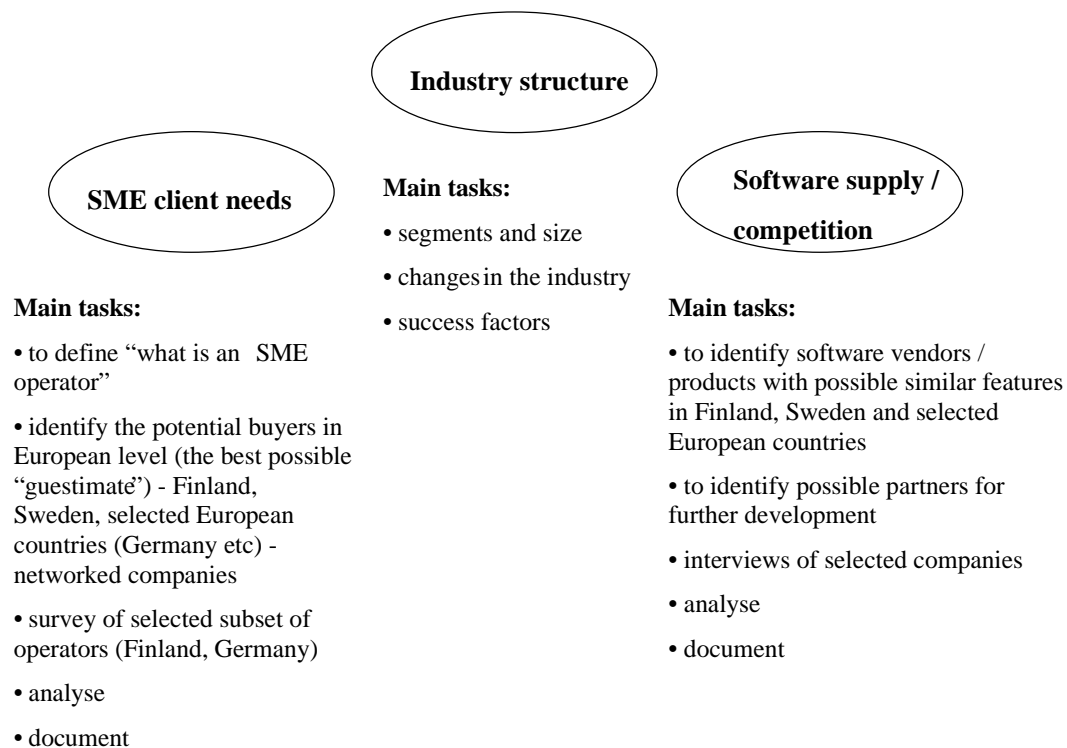 Industry structure
Main tasks:
• segments and size
• changes in the industry
• success factors
SME client needs
Main tasks:
• to define “what is an SME
operator”
• identify the potential buyers in
European level (the best possible
“guestimate”) - Finland,
Sweden, selected European
countries (Germany etc) -
networked companies
• survey of selected subset of
operators (Finland, Germany)
• analyse
• document
Software supply /
competition
Main tasks:
• to identify software vendors /
products with possible similar features
in Finland, Sweden and selected
European countries
• to identify possible partners for
further development
• interviews of selected companies
• analyse
• document